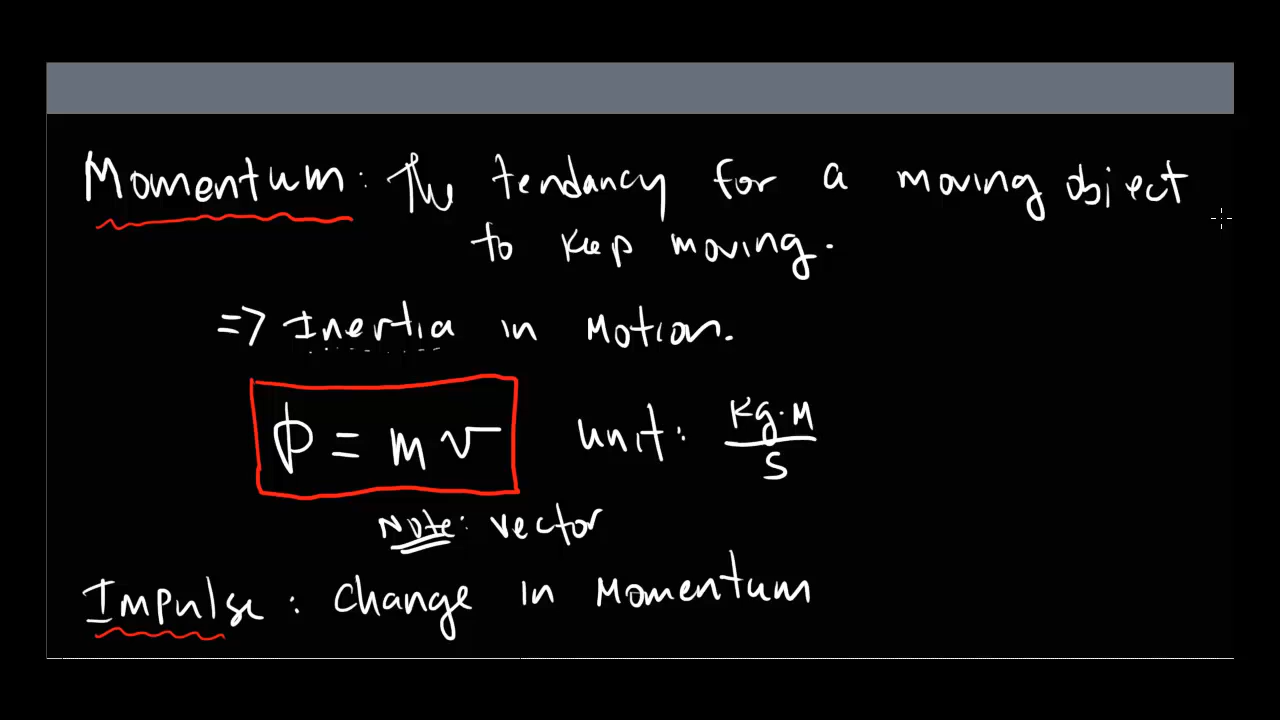 Momentum: The tendancy for a moving object
to keep moving.
=> Inertia in Motion.
p = mv unit: kg·m/s
Note: vector
Impulse: change in momentum